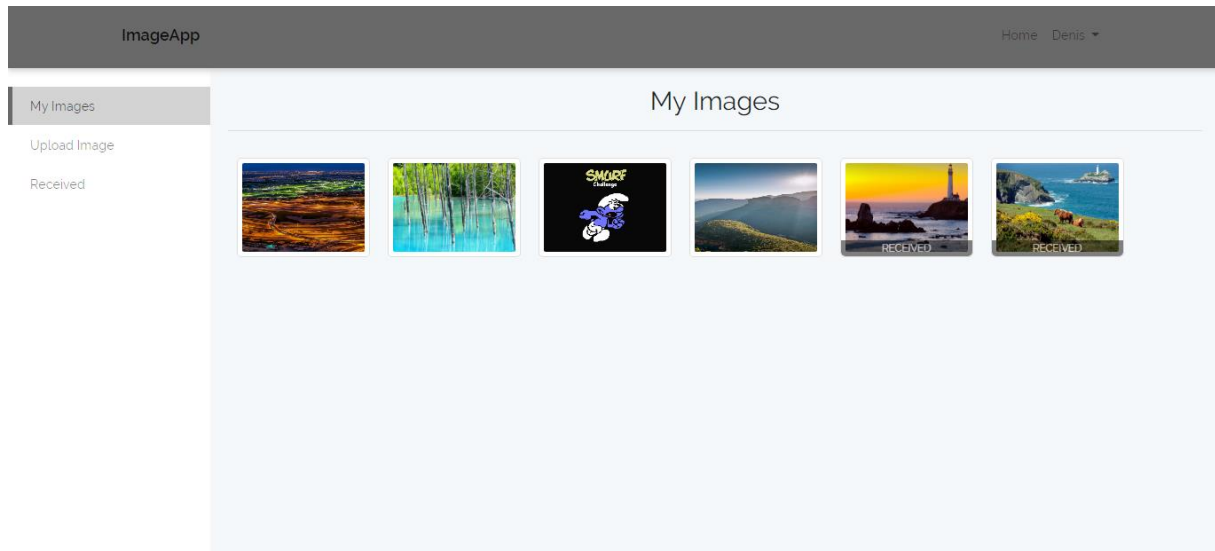 ImageApp
Home
Denis
My Images
Upload Image
Received
My Images
SMURF
Challenge
RECEIVED
RECEIVED